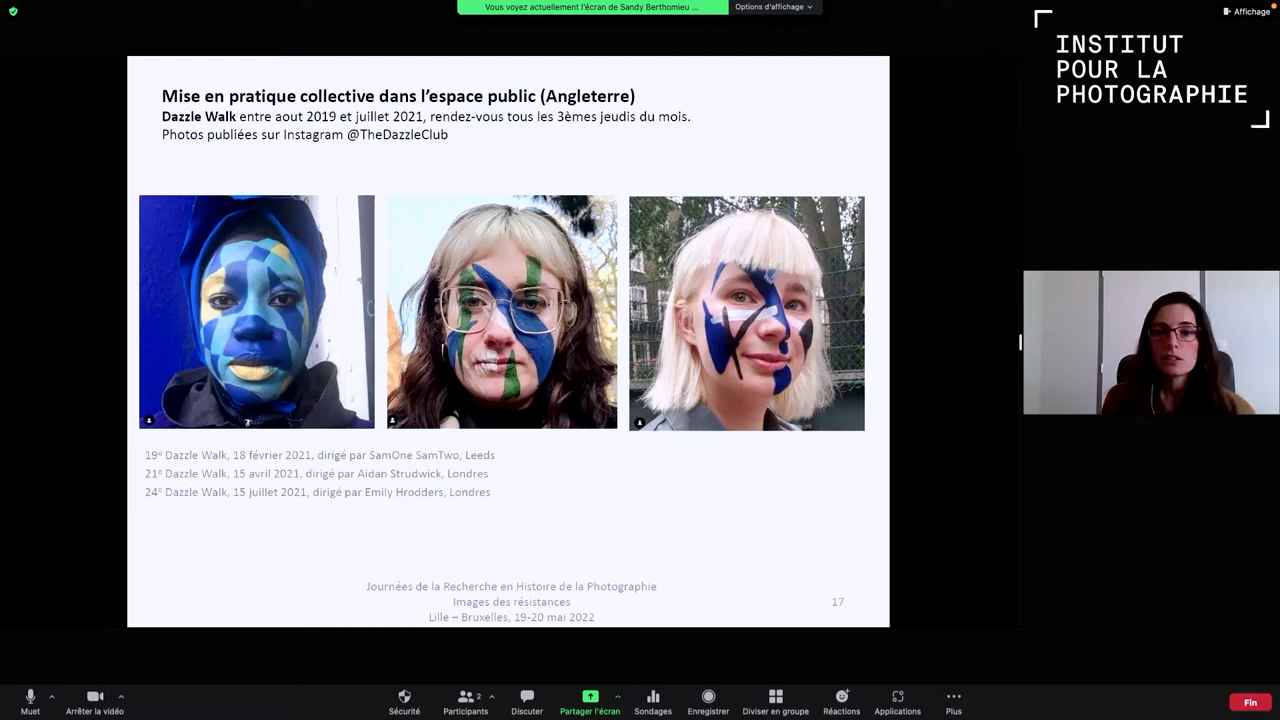 Vous voyez actuellement l'écran de Sandy Berthomieu ...
Options d'affichage
Affichage
INSTITUT
POUR LA
PHOTOGRAPHIE
Mise en pratique collective dans l'espace public (Angleterre)
Dazzle Walk entre aout 2019 et juillet 2021, rendez-vous tous les 3èmes jeudis du mois.
Photos publiées sur Instagram @TheDazzleClub
19e Dazzle Walk, 18 février 2021, dirigé par SamOne SamTwo, Leeds
21e Dazzle Walk, 15 avril 2021, dirigé par Aidan Strudwick, Londres
24e Dazzle Walk, 15 juillet 2021, dirigé par Emily Hrodders, Londres
Journées de la Recherche en Histoire de la Photographie
Images des résistances
Lille – Bruxelles, 19-20 mai 2022
17
Muet
Arrêter la vidéo
Sécurité
Participants
2
Discuter
Partager l'écran
Sondages
Enregistrer
Diviser en groupe
Réactions
Applications
Plus
Fin